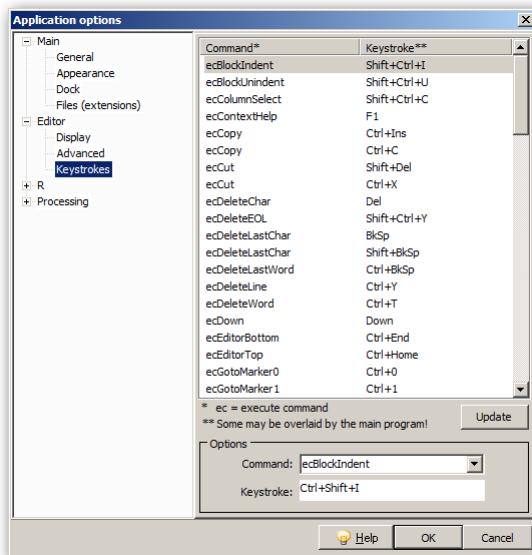 Application options
Main
General
Appearance
Dock
Files (extensions)
Editor
Display
Advanced
Keystrokes
R
Processing
Command* Keystroke**
ecBlockIndent Shift+Ctrl+I
ecBlockUnindent Shift+Ctrl+U
ecColumnSelect Shift+Ctrl+C
ecContextHelp F1
ecCopy Ctrl+Ins
ecCopy Ctrl+C
ecCut Shift+Del
ecCut Ctrl+X
ecDeleteChar Del
ecDeleteEOL Shift+Ctrl+Y
ecDeleteLastChar BkSp
ecDeleteLastChar Shift+BkSp
ecDeleteLastWord Ctrl+BkSp
ecDeleteLine Ctrl+Y
ecDeleteWord Ctrl+T
ecDown Down
ecEditorBottom Ctrl+End
ecEditorTop Ctrl+Home
ecGotoMarker0 Ctrl+0
ecGotoMarker1 Ctrl+1
* ec = execute command
** Some may be overlaid by the main program!
Update
Options
Command: ecBlockIndent
Keystroke: Ctrl+Shift+I
Help OK Cancel